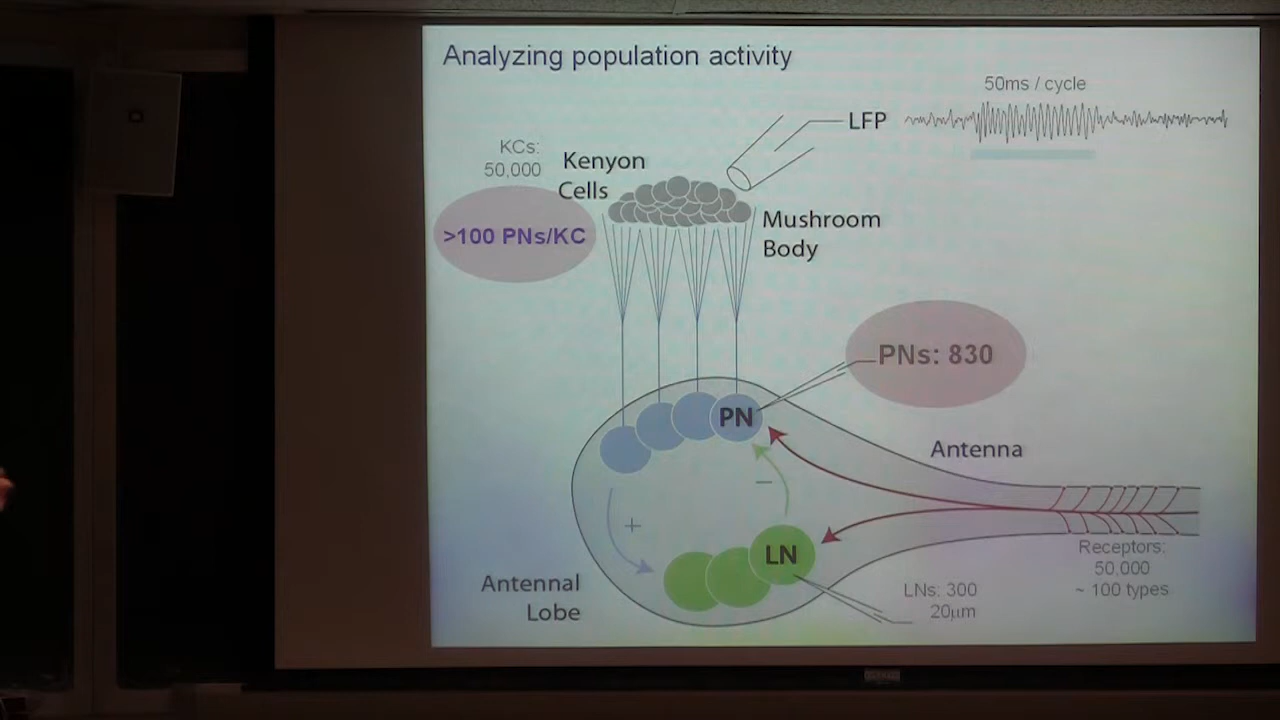 Analyzing population activity
50ms / cycle
LFP
KCs:
50,000
Kenyon
Cells
>100 PNs/KC
Mushroom
Body
PNs: 830
PN
Antenna
−
+
LN
Receptors:
50,000
~ 100 types
Antennal
Lobe
LNs: 300
20µm